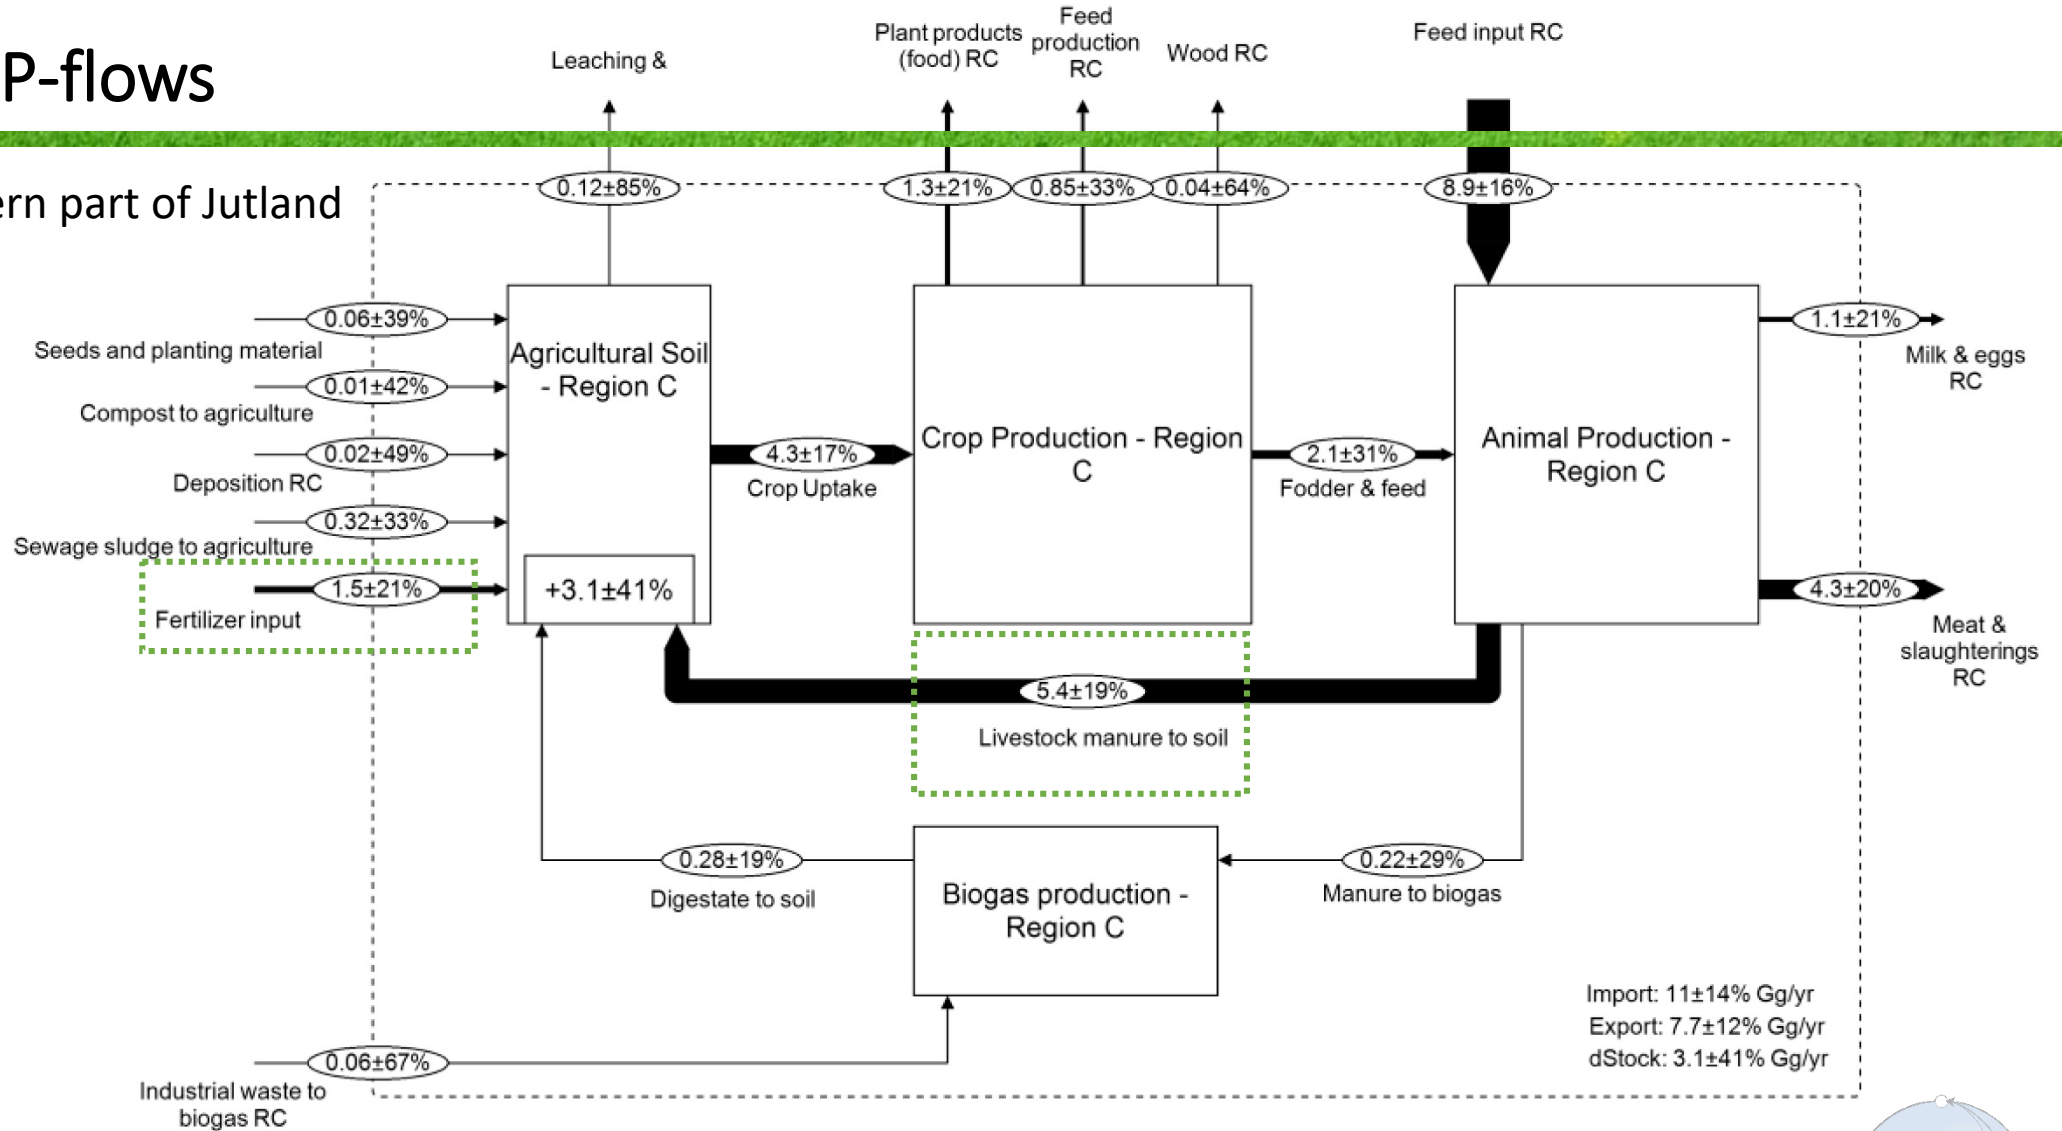 P-flows
ern part of Jutland
Leaching &
Plant products
(food) RC
Feed
production
RC
Wood RC
Feed input RC
0.12±85%
1.3±21%
0.85±33%
0.04±64%
8.9±16%
0.06±39%
Seeds and planting material
0.01±42%
Compost to agriculture
0.02±49%
Deposition RC
0.32±33%
Sewage sludge to agriculture
1.5±21%
Fertilizer input
Agricultural Soil
- Region C
+3.1±41%
4.3±17%
Crop Uptake
Crop Production - Region
C
2.1±31%
Fodder & feed
Animal Production -
Region C
1.1±21%
Milk & eggs
RC
4.3±20%
Meat &
slaughterings
RC
5.4±19%
Livestock manure to soil
0.28±19%
Digestate to soil
Biogas production -
Region C
0.22±29%
Manure to biogas
0.06±67%
Industrial waste to
biogas RC
Import: 11±14% Gg/yr
Export: 7.7±12% Gg/yr
dStock: 3.1±41% Gg/yr